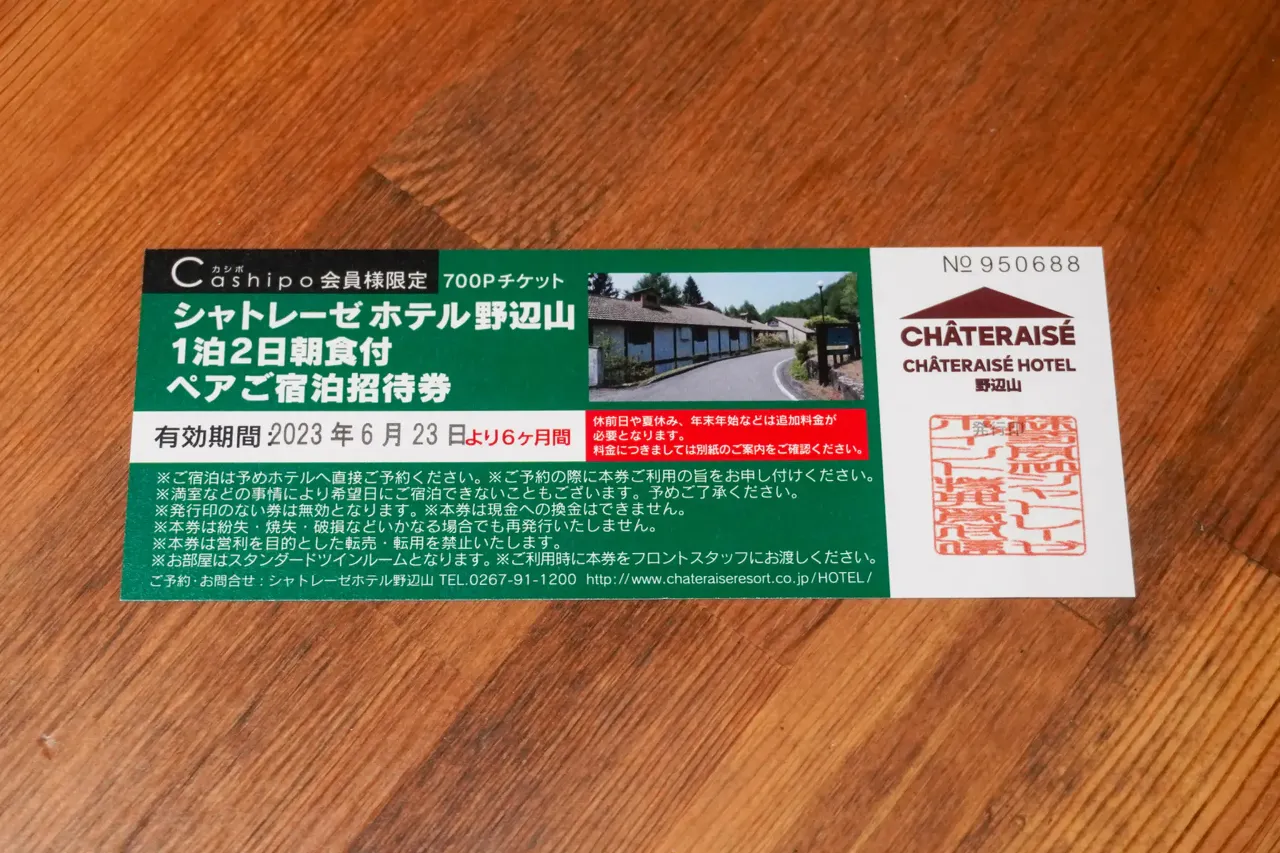 Cashipo会員様限定 700Pチケット
カシポ
シャトレーゼ ホテル 野辺山
1泊2日朝食付
ペアご宿泊招待券
有効期間:2023年6月23日より6ヶ月間
休前日や夏休み、年末年始などは追加料金が
必要となります。
料金につきましては別紙のご案内をご確認ください。
※ご宿泊は予めホテルへ直接ご予約ください。※ご予約の際に本券ご利用の旨をお申し付けください。
※満室などの事情により希望日にご宿泊できないこともございます。予めご了承ください。
※発行印のない券は無効となります。※本券は現金への換金はできません。
※本券は紛失・焼失・破損などいかなる場合でも再発行いたしません。
※本券は営利を目的とした転売・転用を禁止いたします。
※お部屋はスタンダードツインルームとなります。※ご利用時に本券をフロントスタッフにお渡しください。
ご予約・お問合せ：シャトレーゼホテル野辺山 TEL.0267-91-1200 http://www.chateraiseresort.co.jp/HOTEL/
№950688
CHÂTERAISÉ
CHÂTERAISÉ HOTEL
野辺山
発行印